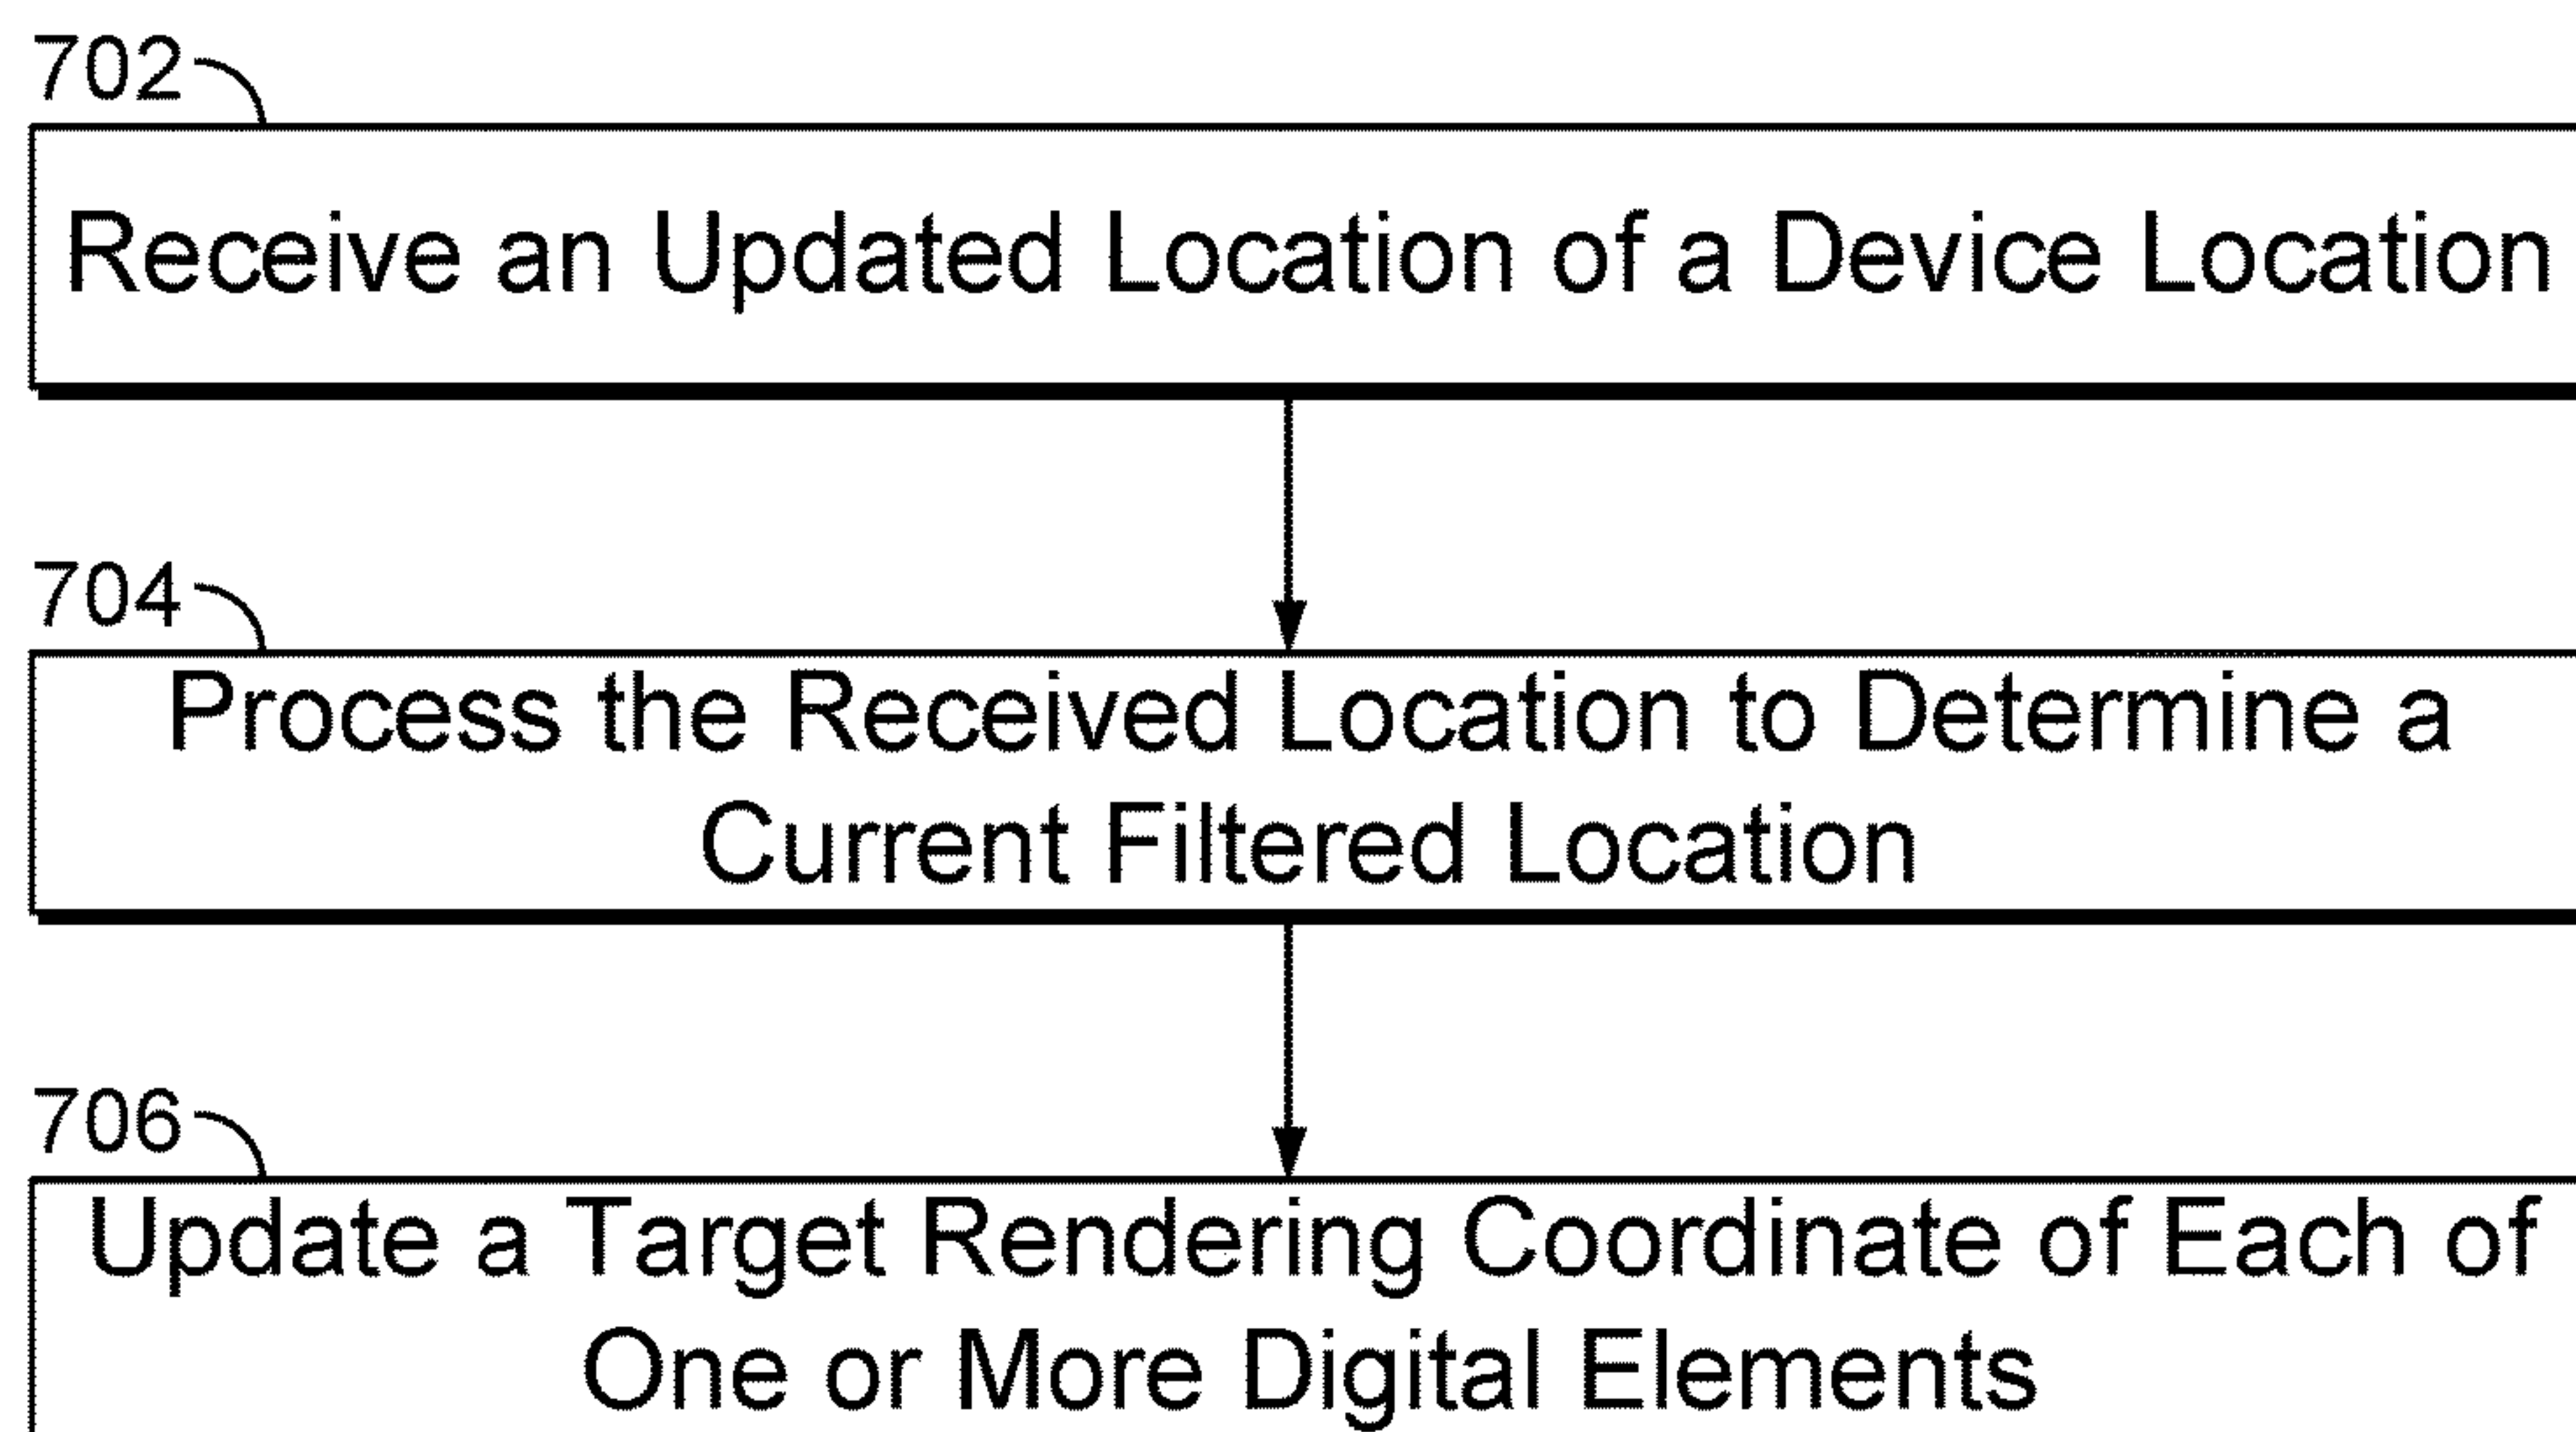 702
Receive an Updated Location of a Device Location
704
Process the Received Location to Determine a
Current Filtered Location
706
Update a Target Rendering Coordinate of Each of
One or More Digital Elements